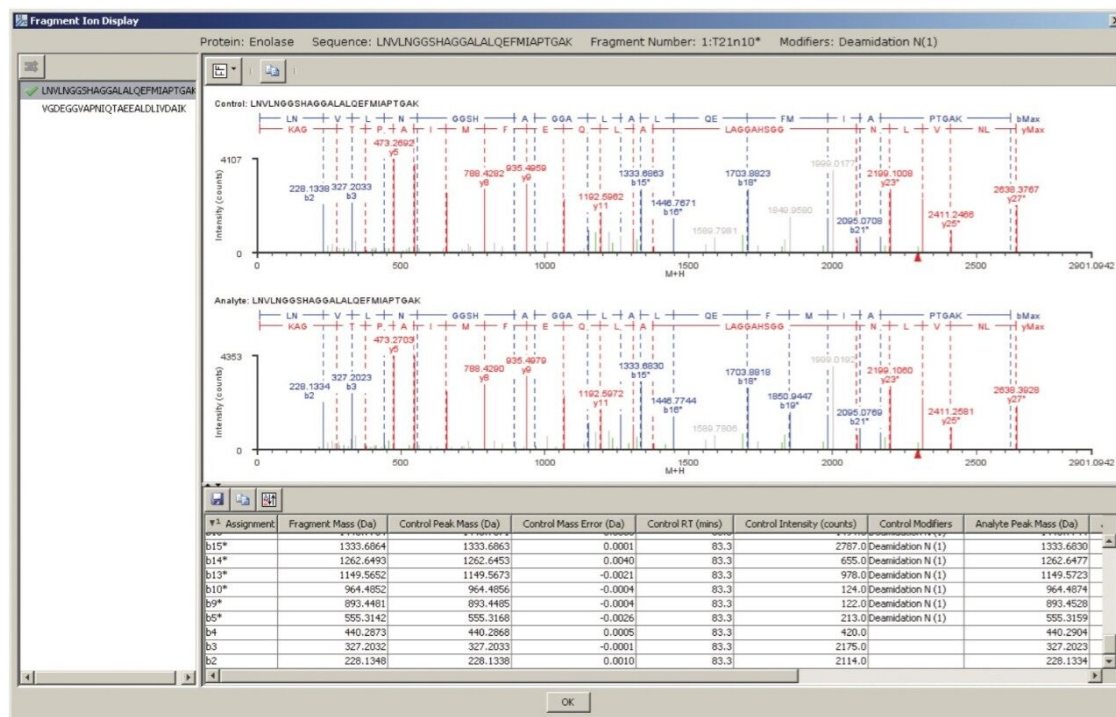 Fragment Ion Display
Protein: Enolase Sequence: LNVLNGGSHAGGALALQEFMIAPTGAK Fragment Number: 1:T21n10* Modifiers: Deamidation N(1)
LNVLNGGSHAGGALALQEFMIAPTGAK
VGDEGGVAPNIQTAEEALDLIVDAIK
Control: LNVLNGGSHAGGALALQEFMIAPTGAK
LN V L N GGSH A GGA L A L QE FM I A PTGAK bMax
KAG T P A I M F E Q L A LAGGAHSGG N L V NL yMax
4107
473.2692
y5
788.4282
y8
935.4959
y9
1333.6863
b15*
1703.8823
b18*
1999.0177
2199.1008
y23*
2638.3767
y27*
228.1338
b2
327.2033
b3
1192.5962
y11
1446.7671
b16*
1589.7981
1848.9580
2095.0708
b21*
2411.2466
y25*
Intensity (counts)
0
0 500 1000 1500 2000 2500 2901.0942
M+H
Analyte: LNVLNGGSHAGGALALQEFMIAPTGAK
LN V L N GGSH A GGA L A L QE F M I A PTGAK bMax
KAG T P A I M F E Q L A LAGGAHSGG N L V NL yMax
4353
473.2703
y5
788.4290
y8
935.4979
y9
1333.6830
b15*
1703.8818
b18*
1999.0192
2199.1060
y23*
2638.3928
y27*
228.1334
b2
327.2023
b3
1192.5972
y11
1446.7744
b16*
1589.7806
1850.9447
b19*
2095.0769
b21*
2411.2581
y25*
Intensity (counts)
0
0 500 1000 1500 2000 2500 2901.0942
M+H
1 Assignment Fragment Mass (Da) Control Peak Mass (Da) Control Mass Error (Da) Control RT (mins) Control Intensity (counts) Control Modifiers Analyte Peak Mass (Da)
b15* 1333.6864 1333.6863 0.0001 83.3 2787.0 Deamidation N (1) 1333.6830
b14* 1262.6493 1262.6453 0.0040 83.3 655.0 Deamidation N (1) 1262.6477
b13* 1149.5652 1149.5673 -0.0021 83.3 978.0 Deamidation N (1) 1149.5723
b10* 964.4852 964.4856 -0.0004 83.3 124.0 Deamidation N (1) 964.4874
b9* 893.4481 893.4485 -0.0004 83.3 122.0 Deamidation N (1) 893.4528
b5* 555.3142 555.3168 -0.0026 83.3 213.0 Deamidation N (1) 555.3159
b4 440.2873 440.2868 0.0005 83.3 420.0 440.2904
b3 327.2032 327.2033 -0.0001 83.3 2175.0 327.2023
b2 228.1348 228.1338 0.0010 83.3 2114.0 228.1334
OK